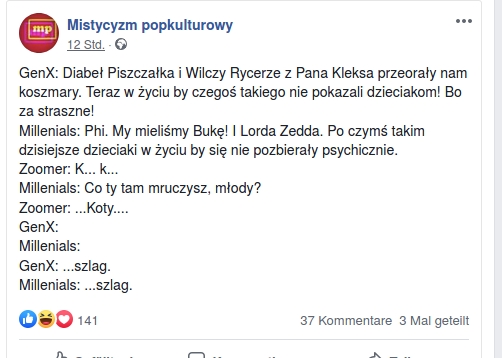 mp
Mistycyzm popkulturowy
12 Std. ·
GenX: Diabeł Piszczałka i Wilczy Rycerze z Pana Kleksa przeorały nam
koszmary. Teraz w życiu by czegoś takiego nie pokazali dzieciakom! Bo
za straszne!
Millenials: Phi. My mieliśmy Bukę! I Lorda Zedda. Po czymś takim
dzisiejsze dzieciaki w życiu by się nie pozbierały psychicznie.
Zoomer: K... k...
Millenials: Co ty tam mruczysz, młody?
Zoomer: ...Koty....
GenX:
Millenials:
GenX: ...szlag.
Millenials: ...szlag.
141
37 Kommentare 3 Mal geteilt